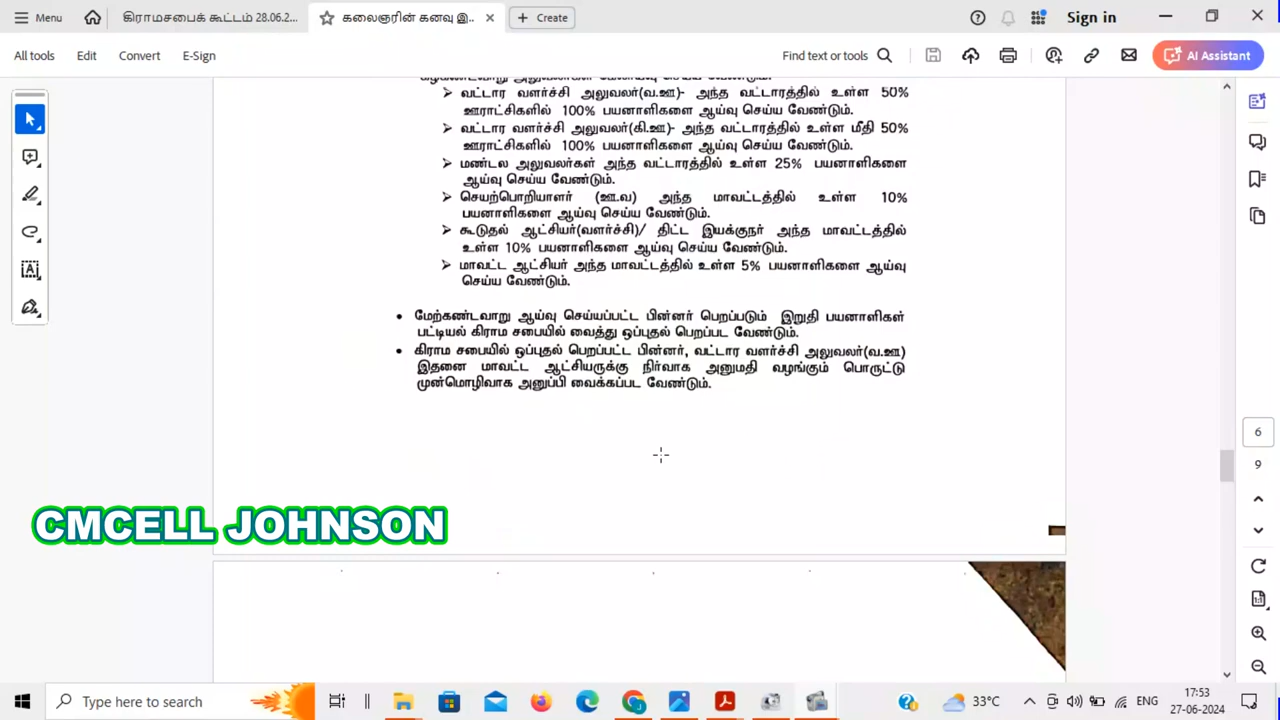 Menu
கிராமசபைக் கூட்டம் 28.06.2...
கலைஞரின் கனவு இ..
Create
Sign in
All tools
Edit
Convert
E-Sign
Find text or tools
AI Assistant
வட்டார வளர்ச்சி அலுவலர்(வ.ஊ)- அந்த வட்டாரத்தில் உள்ள 50%
ஊராட்சிகளில் 100% பயனாளிகளை ஆய்வு செய்ய வேண்டும்.
வட்டார வளர்ச்சி அலுவலர்(கி.ஊ)- அந்த வட்டாரத்தில் உள்ள மீதி 50%
ஊராட்சிகளில் 100% பயனாளிகளை ஆய்வு செய்ய வேண்டும்.
மண்டல அலுவலர்கள் அந்த வட்டாரத்தில் உள்ள 25% பயனாளிகளை
ஆய்வு செய்ய வேண்டும்.
செயற்பொறியாளர் (ஊ.வ) அந்த மாவட்டத்தில் உள்ள 10%
பயனாளிகளை ஆய்வு செய்ய வேண்டும்.
கூடுதல் ஆட்சியர்(வளர்ச்சி)/ திட்ட இயக்குநர் அந்த மாவட்டத்தில்
உள்ள 10% பயனாளிகளை ஆய்வு செய்ய வேண்டும்.
மாவட்ட ஆட்சியர் அந்த மாவட்டத்தில் உள்ள 5% பயனாளிகளை ஆய்வு
செய்ய வேண்டும்.
• மேற்கண்டவாறு ஆய்வு செய்யப்பட்ட பின்னர் பெறப்படும் இறுதி பயனாளிகள்
பட்டியல் கிராம சபையில் வைத்து ஒப்புதல் பெறப்பட வேண்டும்.
• கிராம சபையில் ஒப்புதல் பெறப்பட்ட பின்னர், வட்டார வளர்ச்சி அலுவலர்(வ.ஊ)
இதனை மாவட்ட ஆட்சியருக்கு நிர்வாக அனுமதி வழங்கும் பொருட்டு
முன்மொழிவாக அனுப்பி வைக்கப்பட வேண்டும்.
6
9
CMCELL JOHNSON
Type here to search
33°C
ENG
17:53
27-06-2024